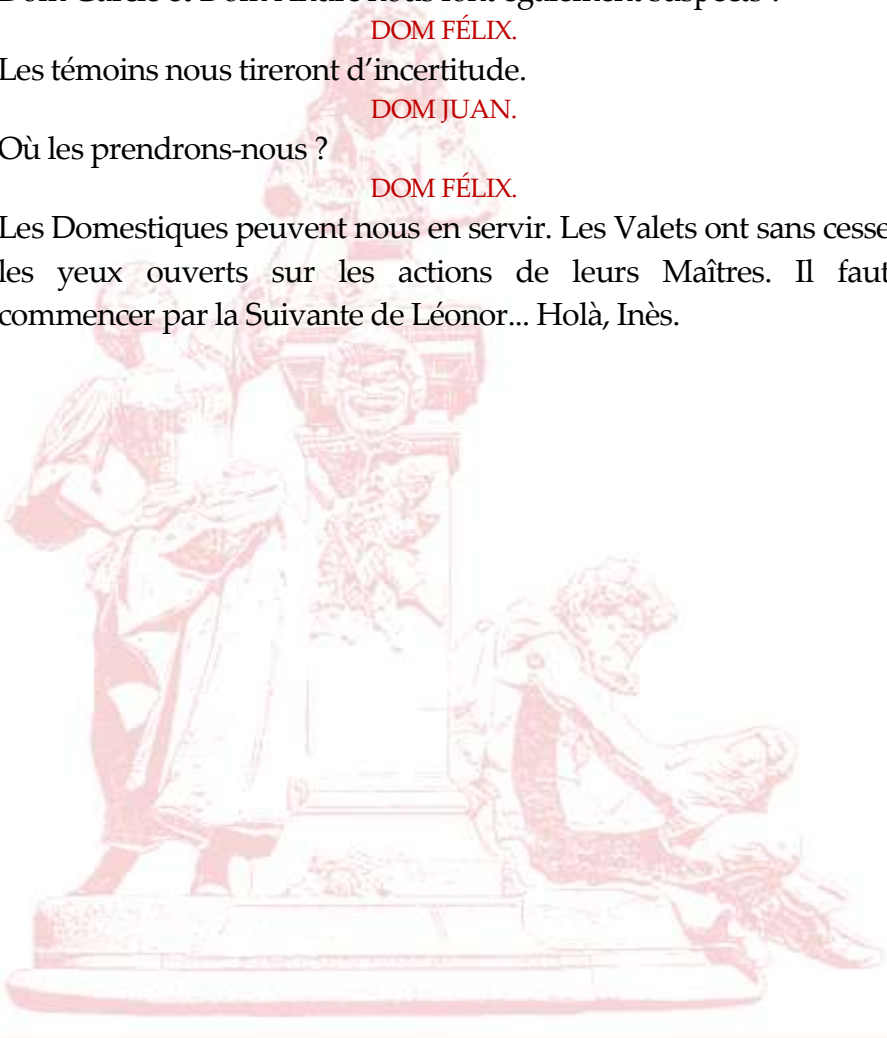 DOM FÉLIX.
Les témoins nous tireront d’incertitude.
DOM JUAN.
Où les prendrons-nous ?
DOM FÉLIX.
Les Domestiques peuvent nous en servir. Les Valets ont sans cesse
les yeux ouverts sur les actions de leurs Maîtres. Il faut
commencer par la Suivante de Léonor... Holà, Inès.